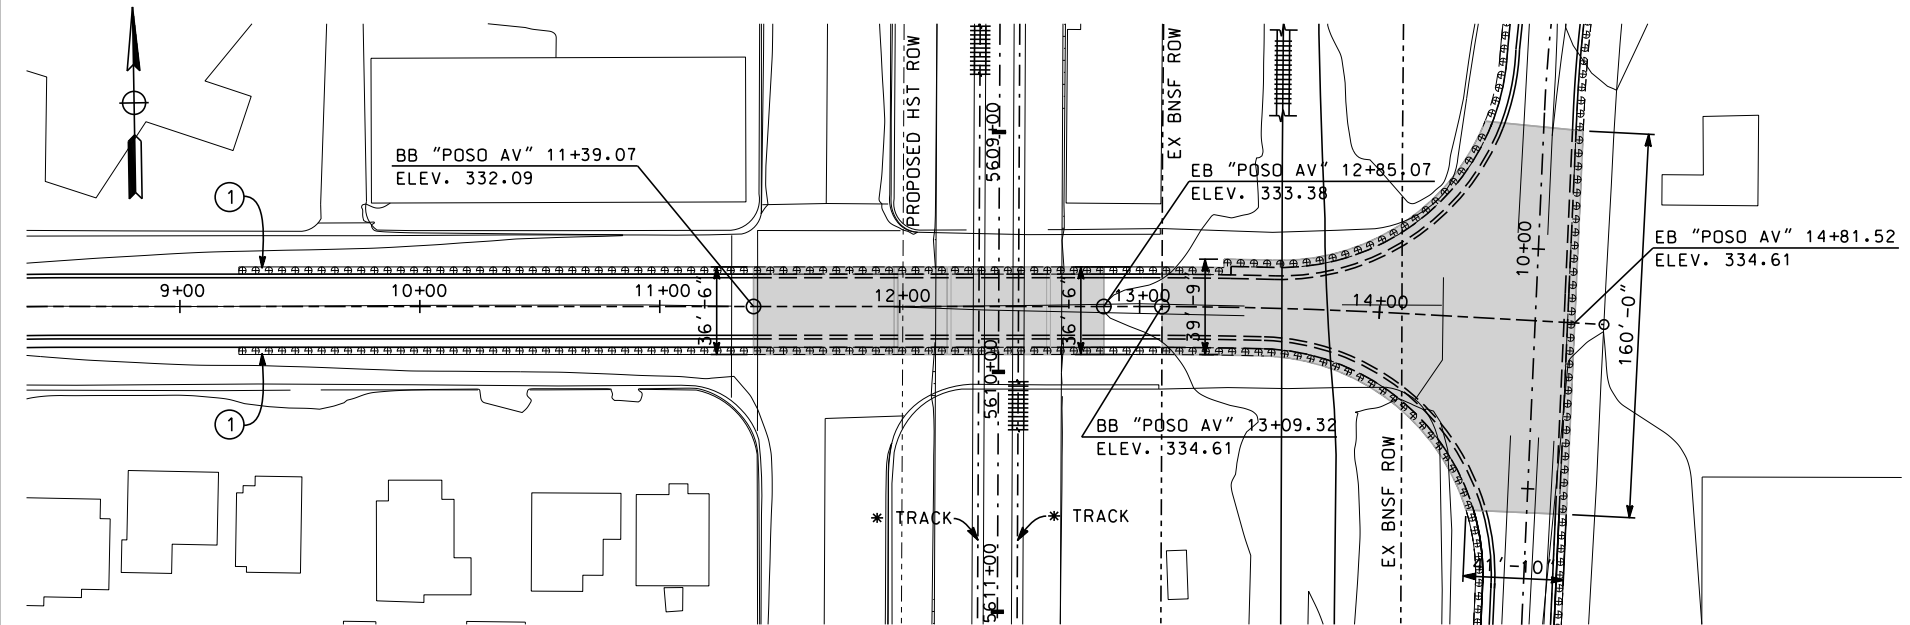 BB "POSO AV" 11+39.07
ELEV. 332.09
PROPOSED HST ROW
5609+00
EX BNSF ROW
EB "POSO AV" 12+85.07
ELEV. 333.38
1
EB "POSO AV" 14+81.52
ELEV. 334.61
10+00
9+00
10+00
11+00
36'-6"
12+00
36'-6"
13+00
39'-9"
14+00
160'-0"
1
5610+00
BB "POSO AV" 13+09.32
ELEV. 334.61
EX BNSF ROW
* TRACK
* TRACK
5611+00
41'-10"